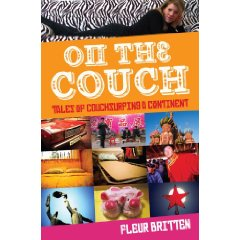 ON THE
COUCH
TALES OF COUCHSURFING A CONTINENT
FLEUR BRITTEN